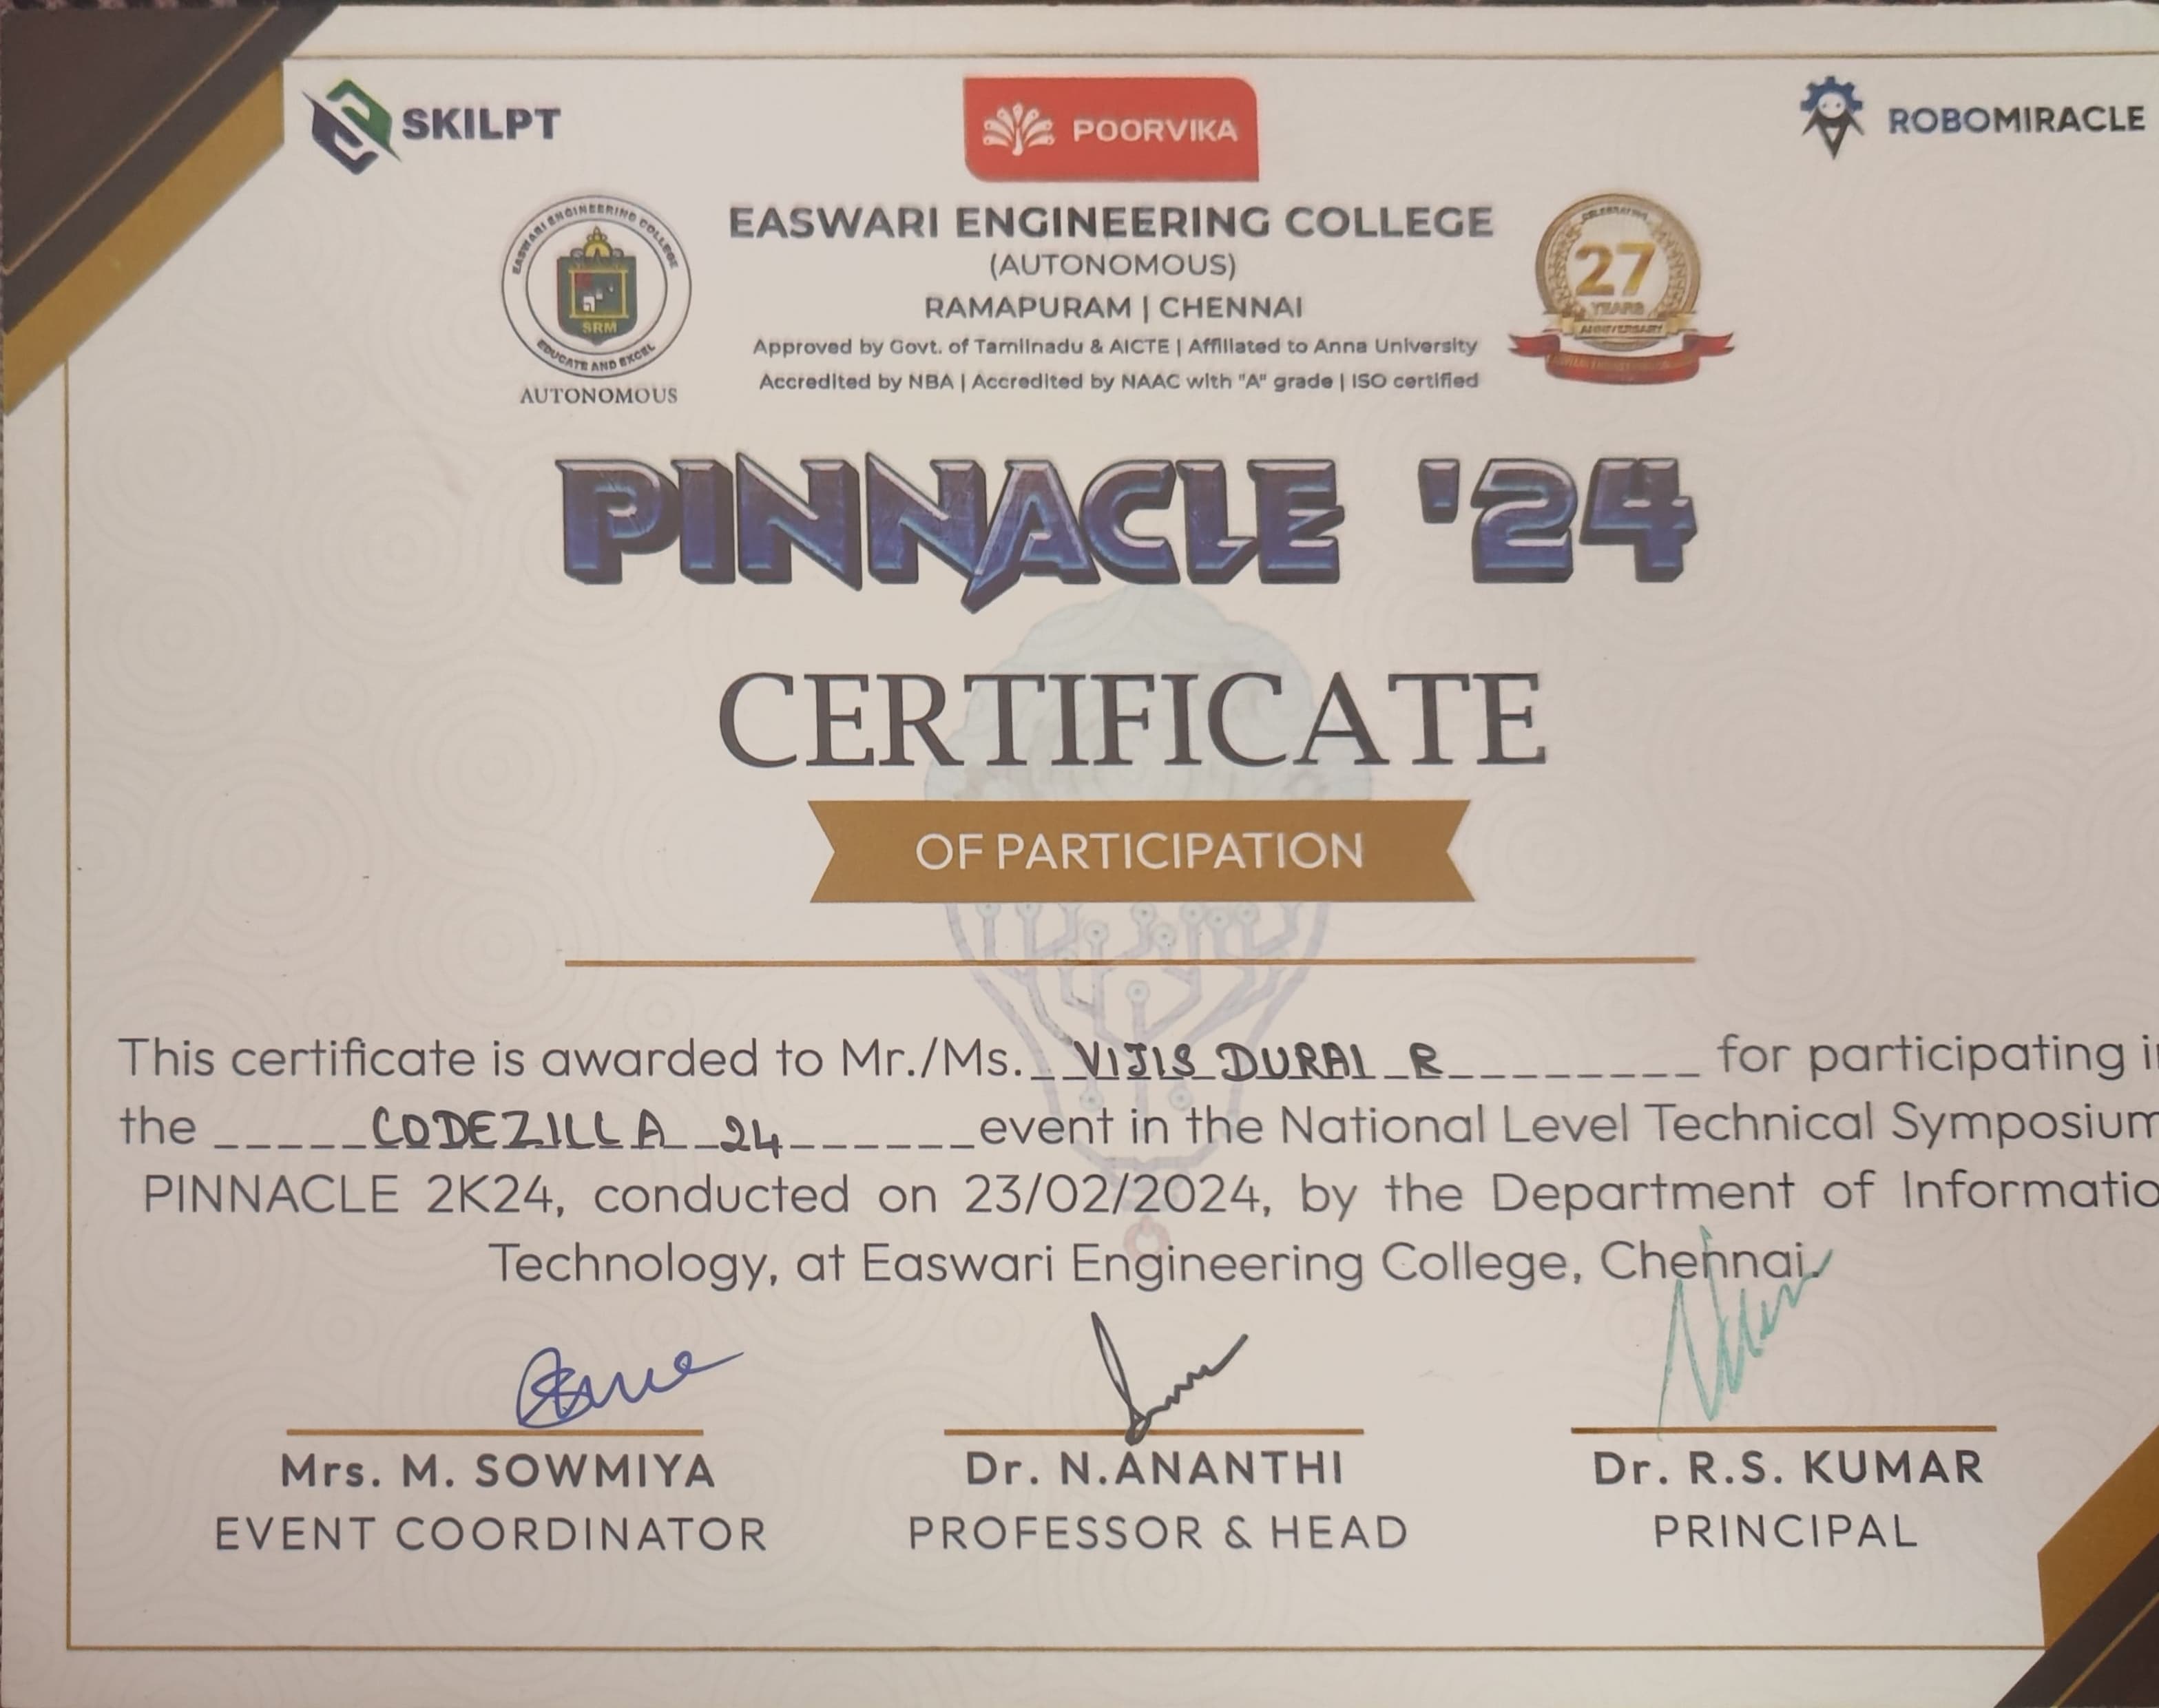 SKILPT
POORVIKA
ROBOMIRACLE
EASWARI ENGINEERING COLLEGE
EDUCATE AND EXCEL
SRM
AUTONOMOUS
EASWARI ENGINEERING COLLEGE
(AUTONOMOUS)
RAMAPURAM | CHENNAI
Approved by Govt. of Tamilnadu & AICTE | Affiliated to Anna University
Accredited by NBA | Accredited by NAAC with "A" grade | ISO certified
CELEBRATING
27
YEARS
ANNIVERSARY
PINNACLE '24
CERTIFICATE
OF PARTICIPATION
This certificate is awarded to Mr./Ms. VIJIS DURAI R for participating i
the CODEZILLA 24 event in the National Level Technical Symposium
PINNACLE 2K24, conducted on 23/02/2024, by the Department of Informatio
Technology, at Easwari Engineering College, Chennai.
Mrs. M. SOWMIYA
EVENT COORDINATOR
Dr. N.ANANTHI
PROFESSOR & HEAD
Dr. R.S. KUMAR
PRINCIPAL